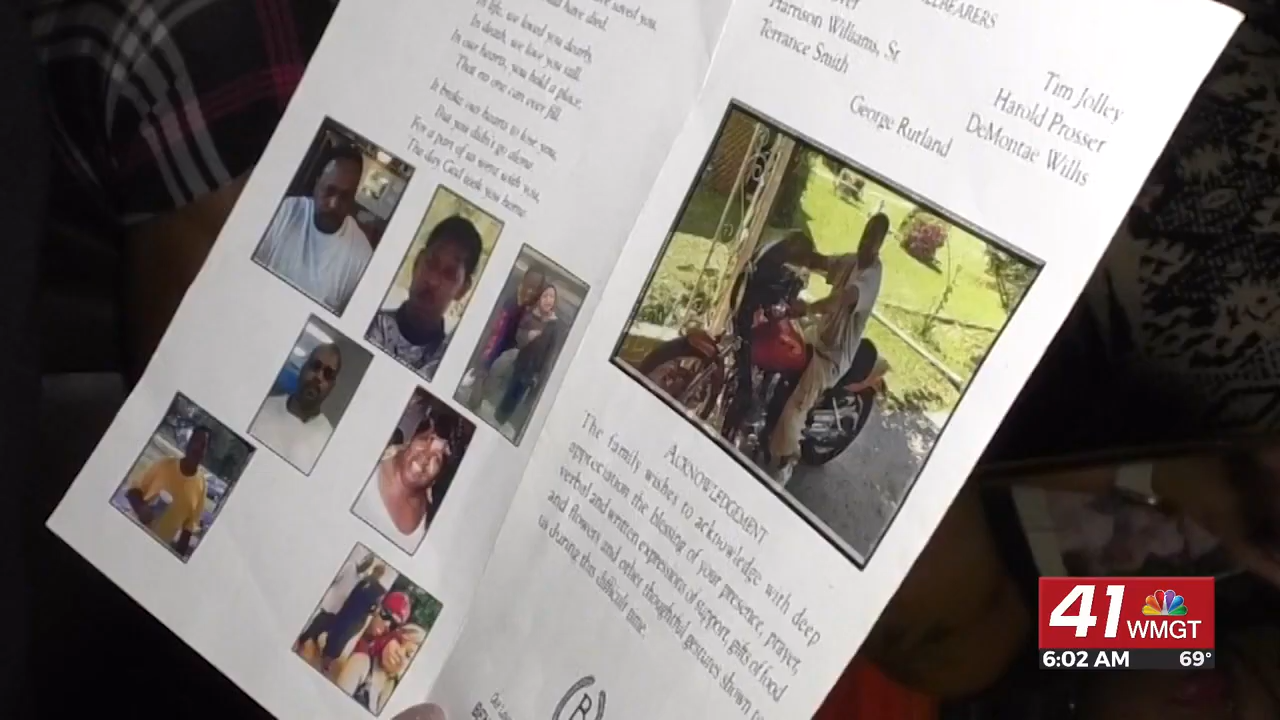 saved you,
have died.
In life, we loved you dearly,
In death, we love you still.
In our hearts, you hold a place,
That no one can ever fill.
It broke our hearts to lose you,
But you didn't go alone
For a part of us went with you,
The day God took you home.
Harrison Williams, Sr.
Terrance Smith
George Rutland
Tim Jolley
Harold Prosser
DeMontae Willis
ACKNOWLEDGEMENT
The family wishes to acknowledge with deep
appreciation the blessing of your presence, prayer,
verbal and written expressions of support, gifts of food
and flowers and other thoughtful gestures shown to
us during this difficult time.
B
41
WMGT
6:02 AM 69°